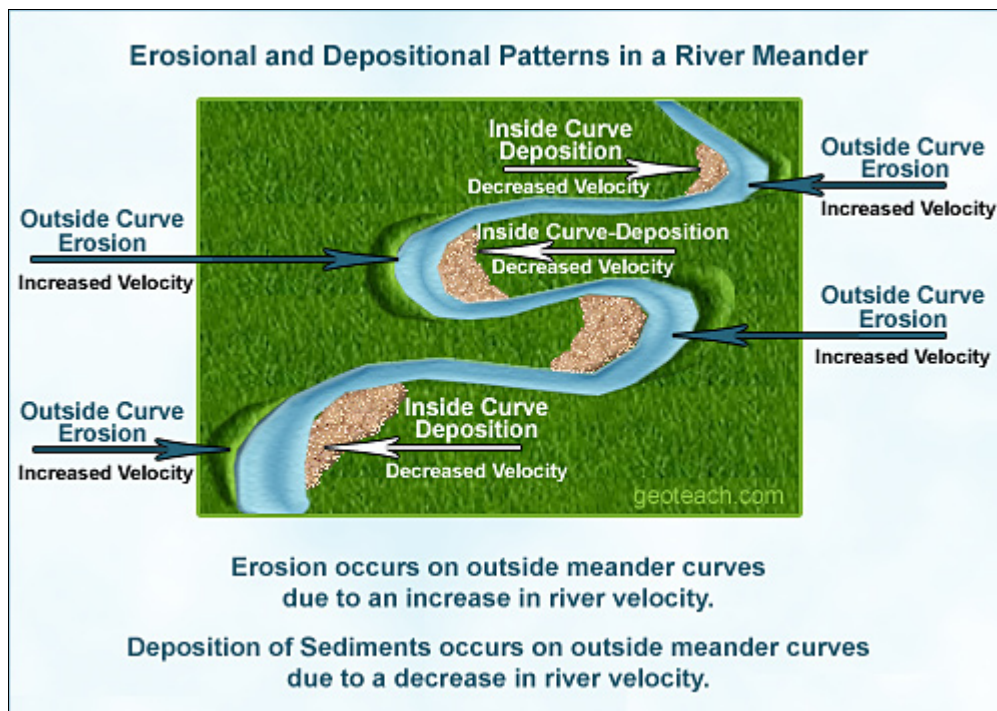 Erosional and Depositional Patterns in a River Meander
Inside Curve
Deposition
Decreased Velocity
Outside Curve
Erosion
Increased Velocity
Outside Curve
Erosion
Increased Velocity
Inside Curve-Deposition
Decreased Velocity
Outside Curve
Erosion
Increased Velocity
Outside Curve
Erosion
Increased Velocity
Inside Curve
Deposition
Decreased Velocity
geoteach.com
Erosion occurs on outside meander curves
due to an increase in river velocity.
Deposition of Sediments occurs on outside meander curves
due to a decrease in river velocity.